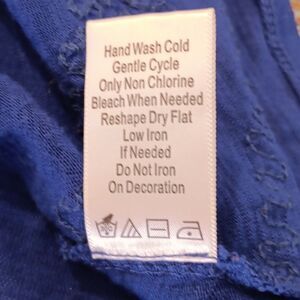 Hand Wash Cold
Gentle Cycle
Only Non Chlorine
Bleach When Needed
Reshape Dry Flat
Low Iron
If Needed
Do Not Iron
On Decoration